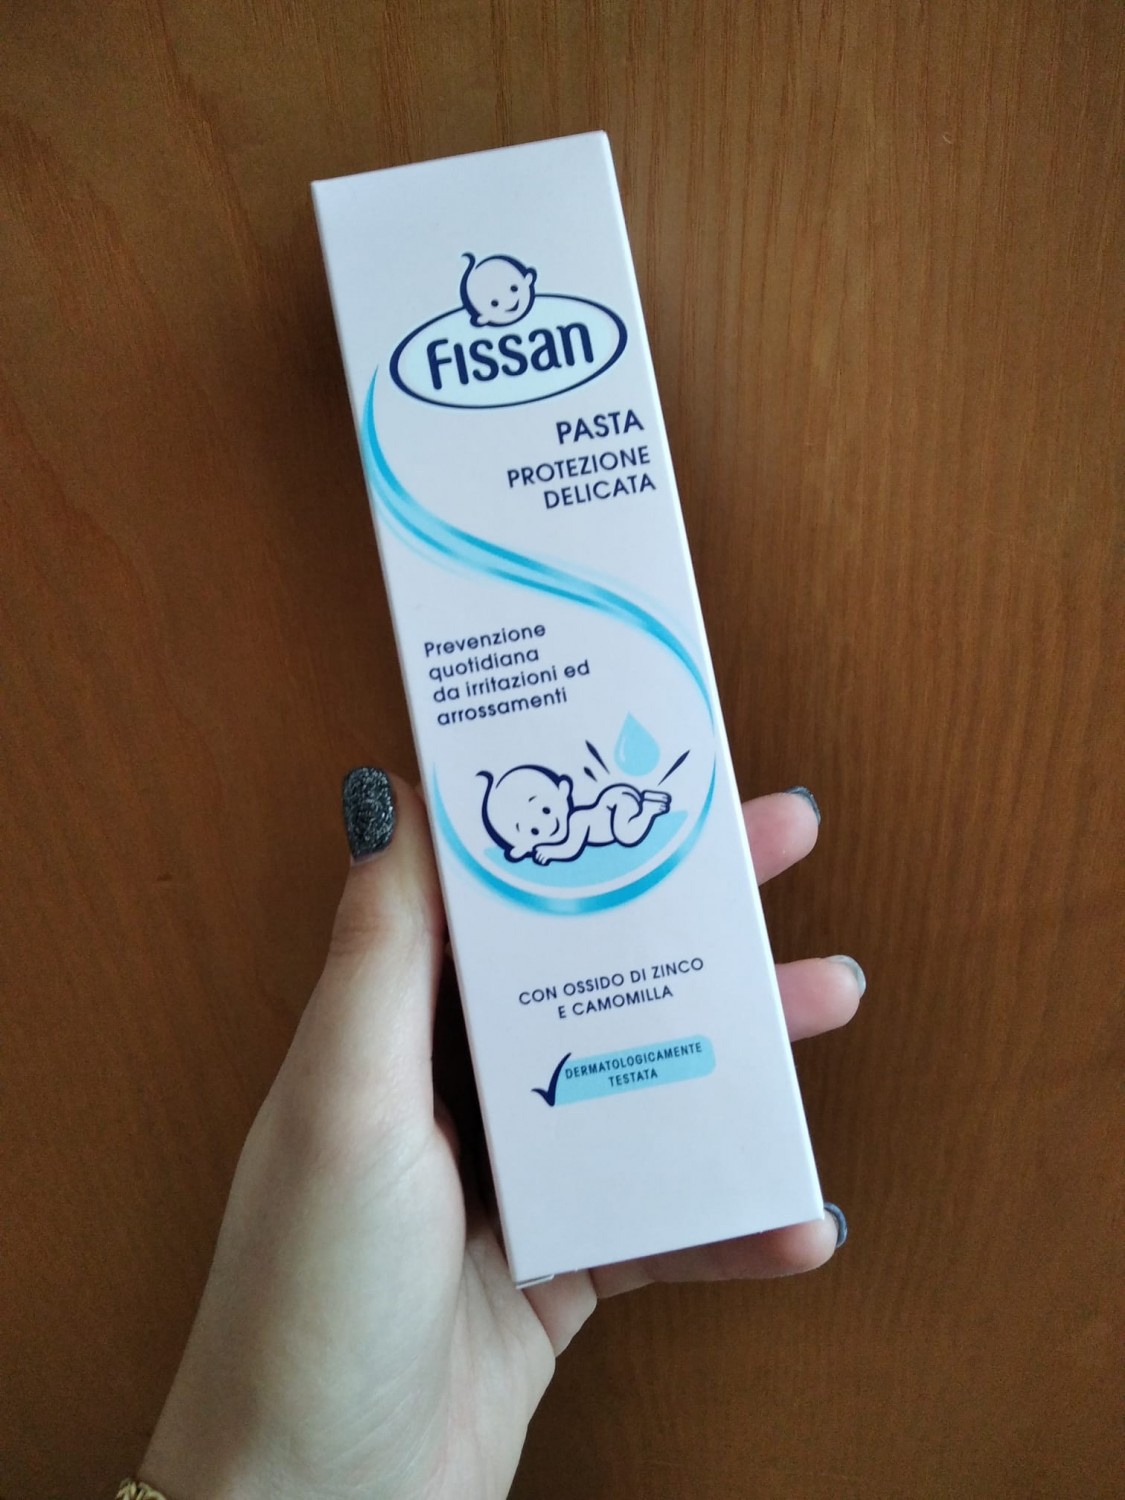 Fissan
PASTA
PROTEZIONE
DELICATA
Prevenzione
quotidiana
da irritazioni ed
arrossamenti
CON OSSIDO DI ZINCO
E CAMOMILLA
DERMATOLOGICAMENTE
TESTATA